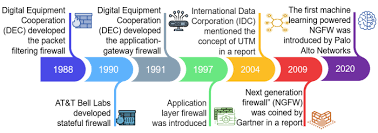 Digital Equipment
Cooperation
(DEC) developed
the packet
filtering firewall
Digital Equipment
Cooperation (DEC)
developed the
application-
gateway firewall
International Data
Corporation (IDC)
mentioned the
concept of UTM
in a report
The first machine
learning powered
NGFW was
introduced by Palo
Alto Networks
1988
1990
1991
1997
2004
2009
2020
AT&T Bell Labs
developed
stateful firewall
Application
layer firewall
was introduced
Next generation
firewall" (NGFW)
was coined by
Gartner in a report